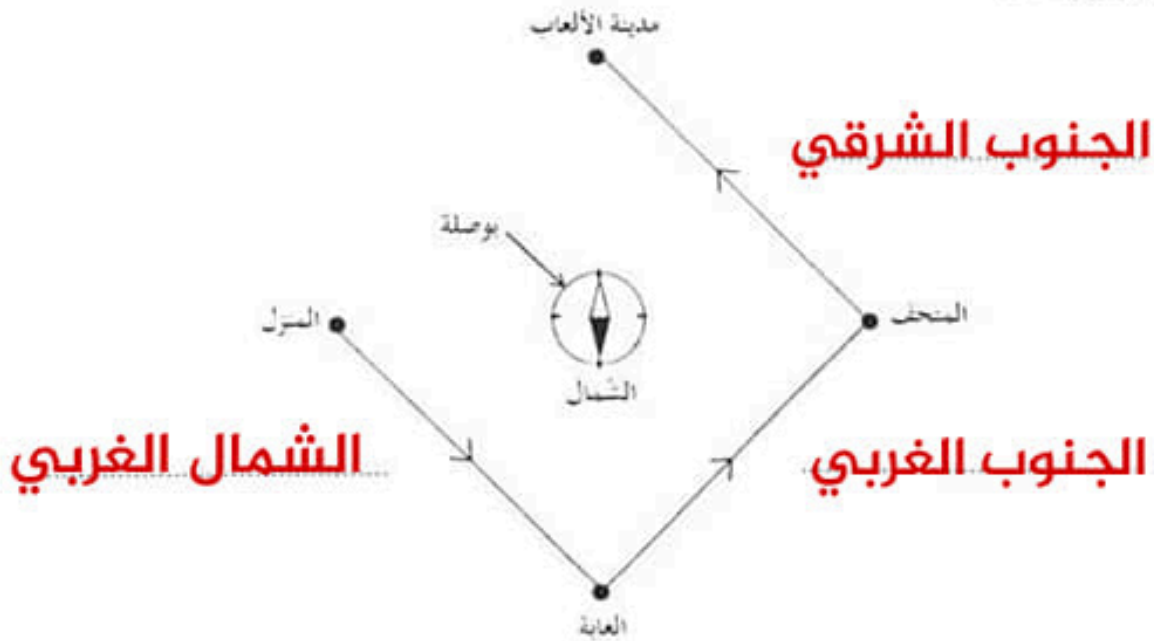 مدينة الألعاب
الجنوب الشرقي
بوصلة
المنزل
المتحف
الشمال
الشمال الغربي
الجنوب الغربي
الغابة